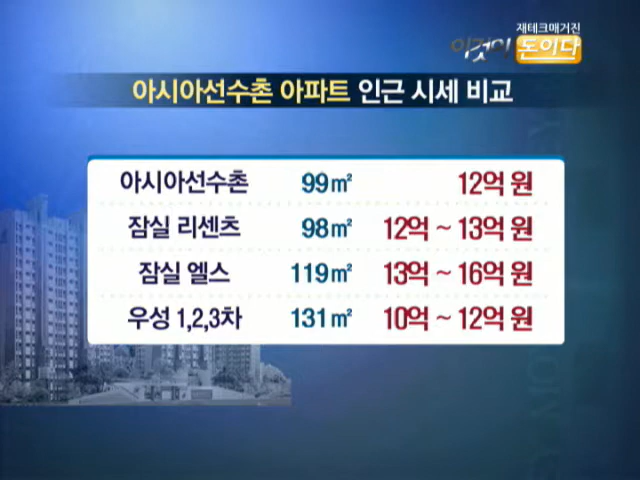 재테크매거진
이것이 돈이다
아시아선수촌 아파트 인근 시세 비교
아시아선수촌 99㎡ 12억 원
잠실 리센츠 98㎡ 12억 ~ 13억 원
잠실 엘스 119㎡ 13억 ~ 16억 원
우성 1,2,3차 131㎡ 10억 ~ 12억 원